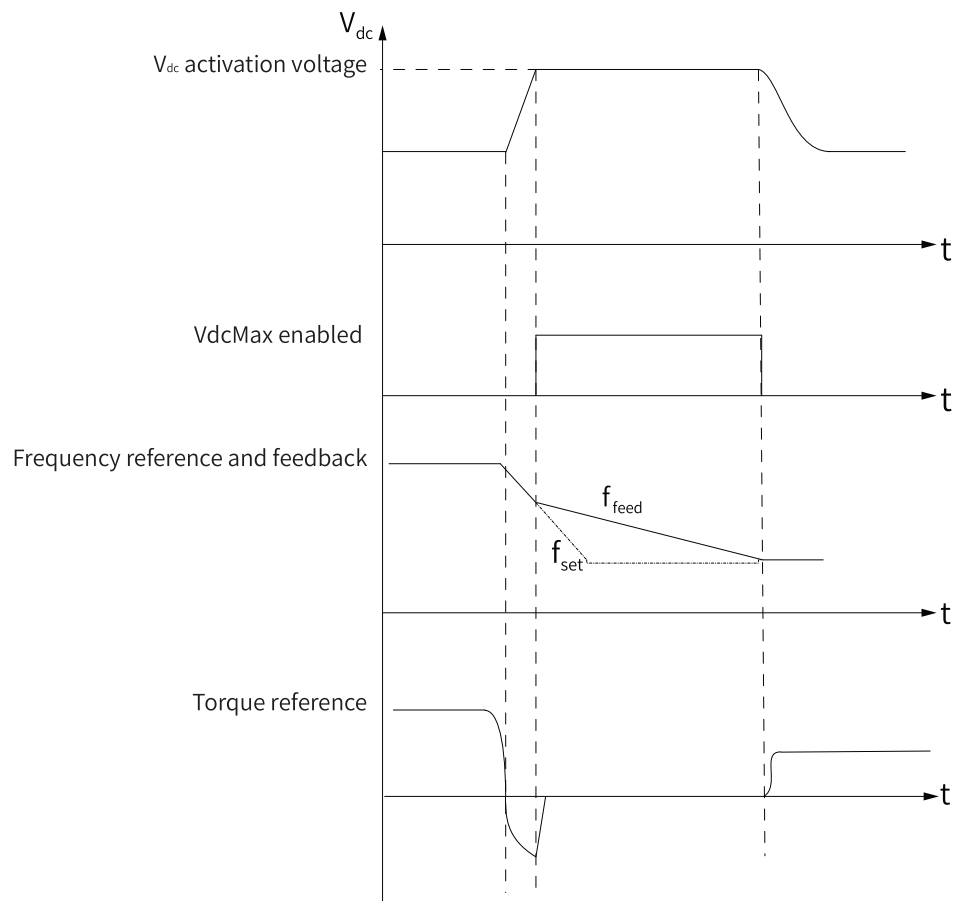 Vdc
Vdc activation voltage
t
VdcMax enabled
t
Frequency reference and feedback
ffeed
fset
t
Torque reference
t